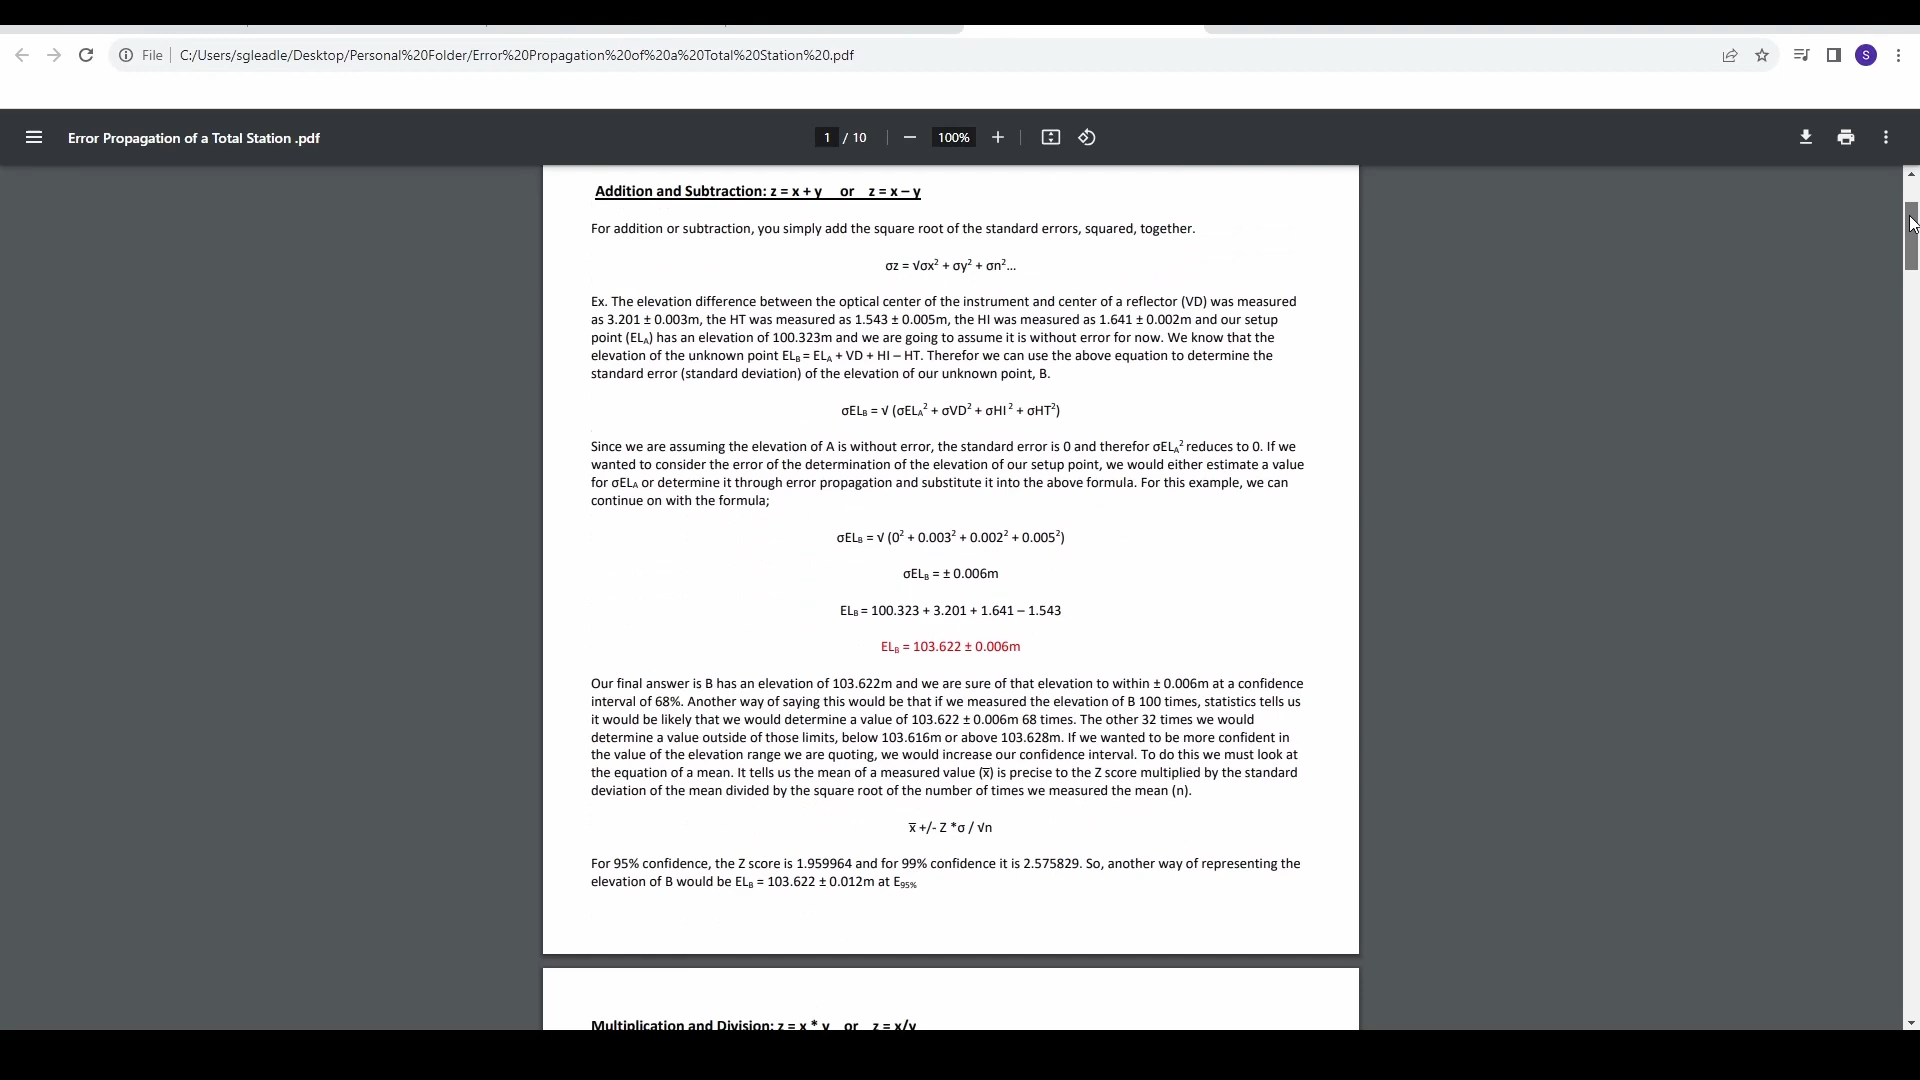 File
C:/Users/sgleadle/Desktop/Personal%20Folder/Error%20Propagation%20of%20a%20Total%20Station%20.pdf
S
Error Propagation of a Total Station .pdf
1 / 10
100%
Addition and Subtraction: z = x + y or z = x – y
For addition or subtraction, you simply add the square root of the standard errors, squared, together.
σz = √σx² + σy² + σn²...
Ex. The elevation difference between the optical center of the instrument and center of a reflector (VD) was measured
as 3.201 ± 0.003m, the HT was measured as 1.543 ± 0.005m, the HI was measured as 1.641 ± 0.002m and our setup
point (ELA) has an elevation of 100.323m and we are going to assume it is without error for now. We know that the
elevation of the unknown point ELB = ELA + VD + HI – HT. Therefor we can use the above equation to determine the
standard error (standard deviation) of the elevation of our unknown point, B.
σELB = √ (σELA² + σVD² + σHI² + σHT²)
Since we are assuming the elevation of A is without error, the standard error is 0 and therefor σELA² reduces to 0. If we
wanted to consider the error of the determination of the elevation of our setup point, we would either estimate a value
for σELA or determine it through error propagation and substitute it into the above formula. For this example, we can
continue on with the formula;
σELB = √ (0² + 0.003² + 0.002² + 0.005²)
σELB = ± 0.006m
ELB = 100.323 + 3.201 + 1.641 – 1.543
ELB = 103.622 ± 0.006m
Our final answer is B has an elevation of 103.622m and we are sure of that elevation to within ± 0.006m at a confidence
interval of 68%. Another way of saying this would be that if we measured the elevation of B 100 times, statistics tells us
it would be likely that we would determine a value of 103.622 ± 0.006m 68 times. The other 32 times we would
determine a value outside of those limits, below 103.616m or above 103.628m. If we wanted to be more confident in
the value of the elevation range we are quoting, we would increase our confidence interval. To do this we must look at
the equation of a mean. It tells us the mean of a measured value (x̅) is precise to the Z score multiplied by the standard
deviation of the mean divided by the square root of the number of times we measured the mean (n).
x̅ +/- Z *σ / √n
For 95% confidence, the Z score is 1.959964 and for 99% confidence it is 2.575829. So, another way of representing the
elevation of B would be ELB = 103.622 ± 0.012m at E95%
Multiplication and Division: z = x * y or z = x/y